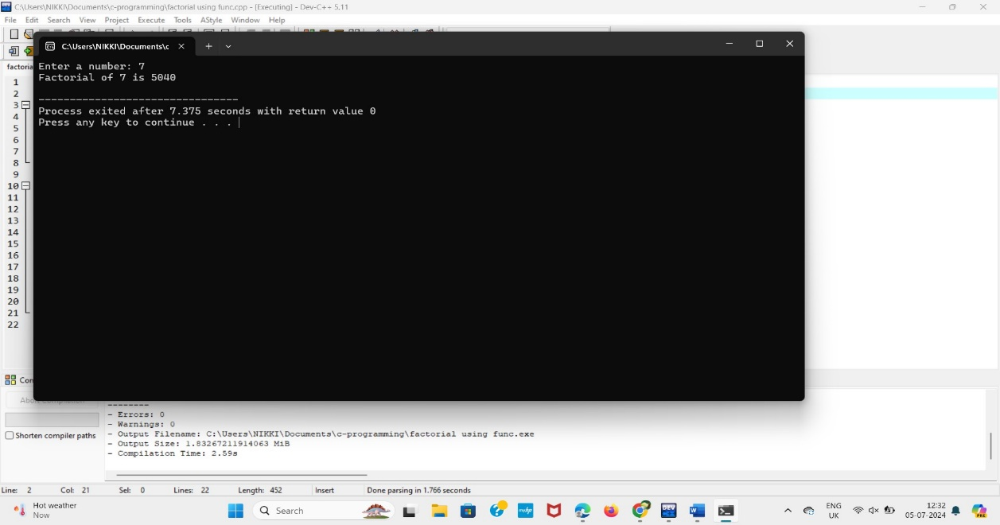 C:\Users\NIKKI\Documents\c-programming\factorial using func.cpp - [Executing] - Dev-C++ 5.11
File Edit Search View Project Execute Tools AStyle Window Help
C:\Users\NIKKI\Documents\c
factoria
Enter a number: 7
Factorial of 7 is 5040
--------------------------------
Process exited after 7.375 seconds with return value 0
Press any key to continue . . .
1
2
3
4
5
6
7
8
9
10
11
12
13
14
15
16
17
18
19
20
21
22
Con
Abort Compilation
Shorten compiler paths
--------
- Errors: 0
- Warnings: 0
- Output Filename: C:\Users\NIKKI\Documents\c-programming\factorial using func.exe
- Output Size: 1.83267211914063 MiB
- Compilation Time: 2.59s
Line: 2 Col: 21 Sel: 0 Lines: 22 Length: 452 Insert Done parsing in 1.766 seconds
Hot weather
Now
Search
ENG
UK
12:32
05-07-2024